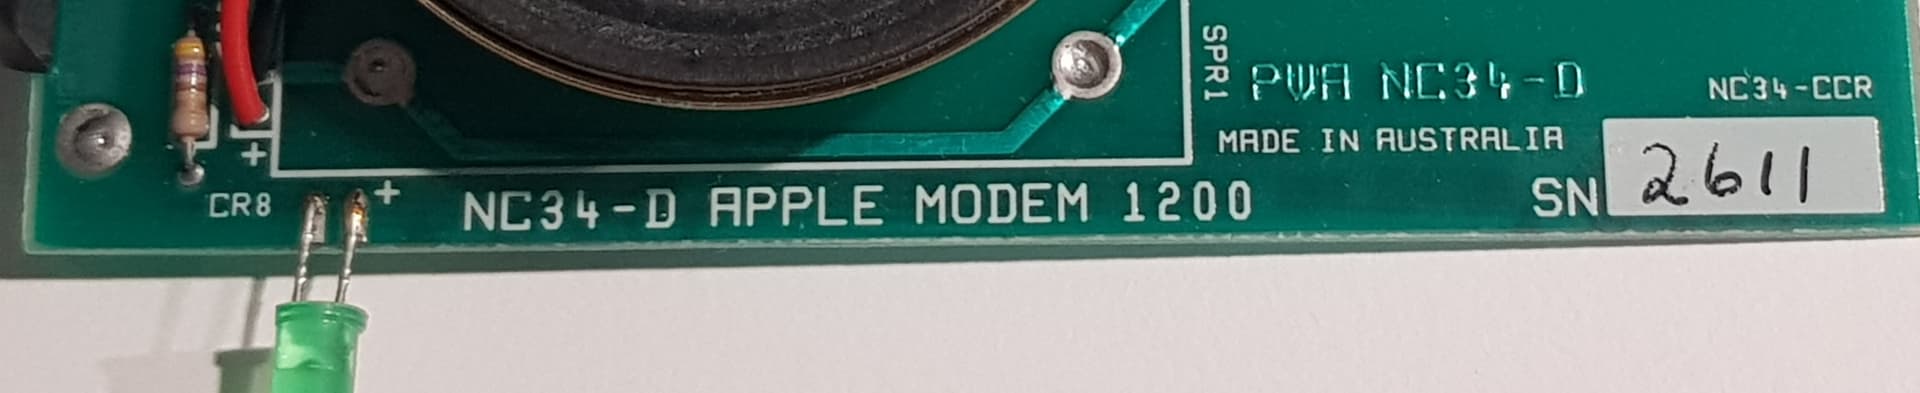 SPR1
PWA NC34-D
NC34-CCR
MADE IN AUSTRALIA
+
CR8 +
NC34-D APPLE MODEM 1200
SN 2611